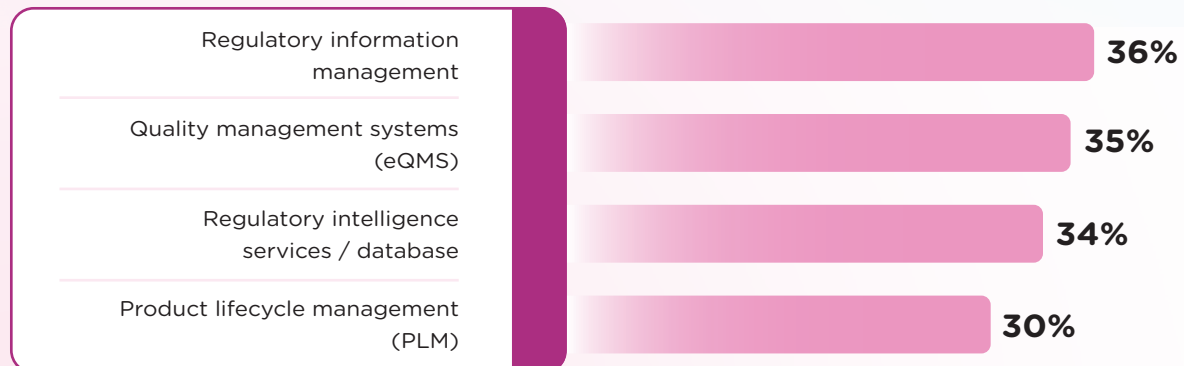 Regulatory information
management
36%
Quality management systems
(eQMS)
35%
Regulatory intelligence
services / database
34%
Product lifecycle management
(PLM)
30%